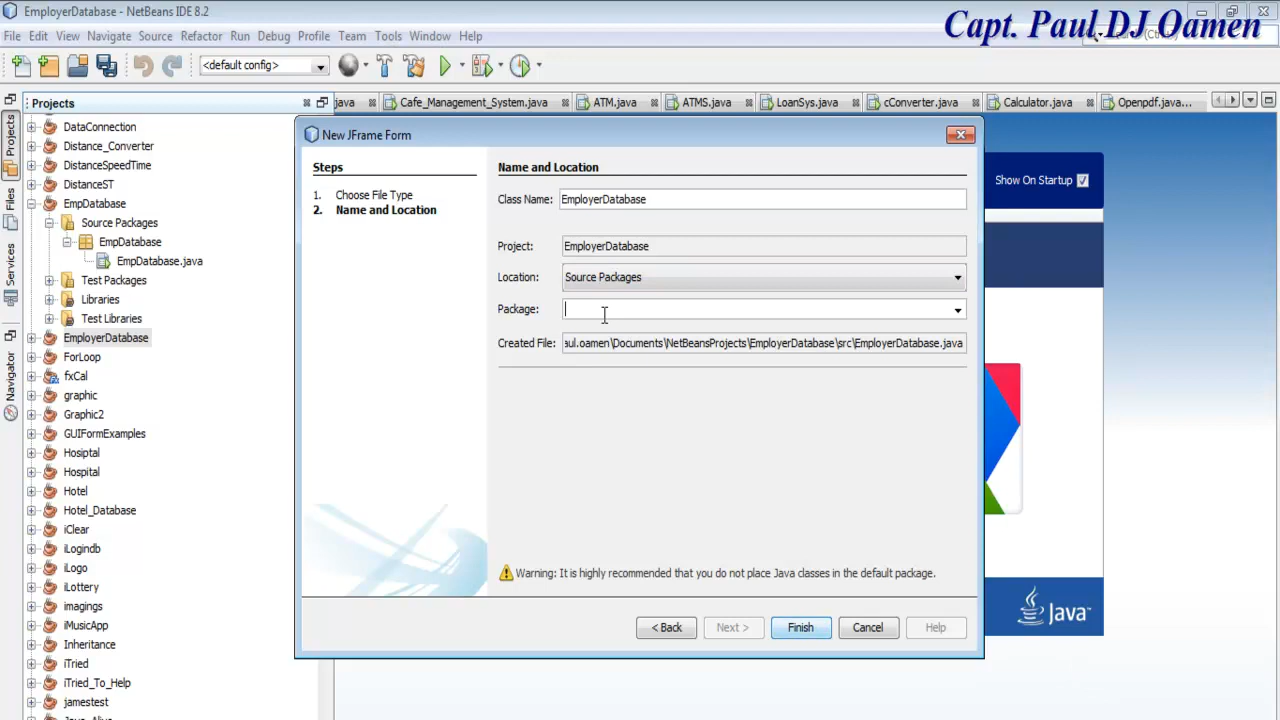 EmployerDatabase - NetBeans IDE 8.2
Capt. Paul DJ Oamen
File Edit View Navigate Source Refactor Run Debug Profile Team Tools Window Help
<default config>
Projects
java Cafe_Management_System.java ATM.java ATMS.java LoanSys.java cConverter.java Calculator.java Openpdf.java...
Projects
Files
Services
Navigator
DataConnection
Distance_Converter
DistanceSpeedTime
DistanceST
EmpDatabase
Source Packages
EmpDatabase
EmpDatabase.java
Test Packages
Libraries
Test Libraries
EmployerDatabase
ForLoop
fxCal
graphic
Graphic2
GUIFormExamples
Hosiptal
Hospital
Hotel
Hotel_Database
iClear
iLogindb
iLogo
iLottery
imagings
iMusicApp
Inheritance
iTried
iTried_To_Help
jamestest
New JFrame Form
Steps
1. Choose File Type
2. Name and Location
Name and Location
Class Name: EmployerDatabase
Project: EmployerDatabase
Location: Source Packages
Package:
Created File: aul.oamen\Documents\NetBeansProjects\EmployerDatabase\src\EmployerDatabase.java
Warning: It is highly recommended that you do not place Java classes in the default package.
< Back Next > Finish Cancel Help
Show On Startup
Java™